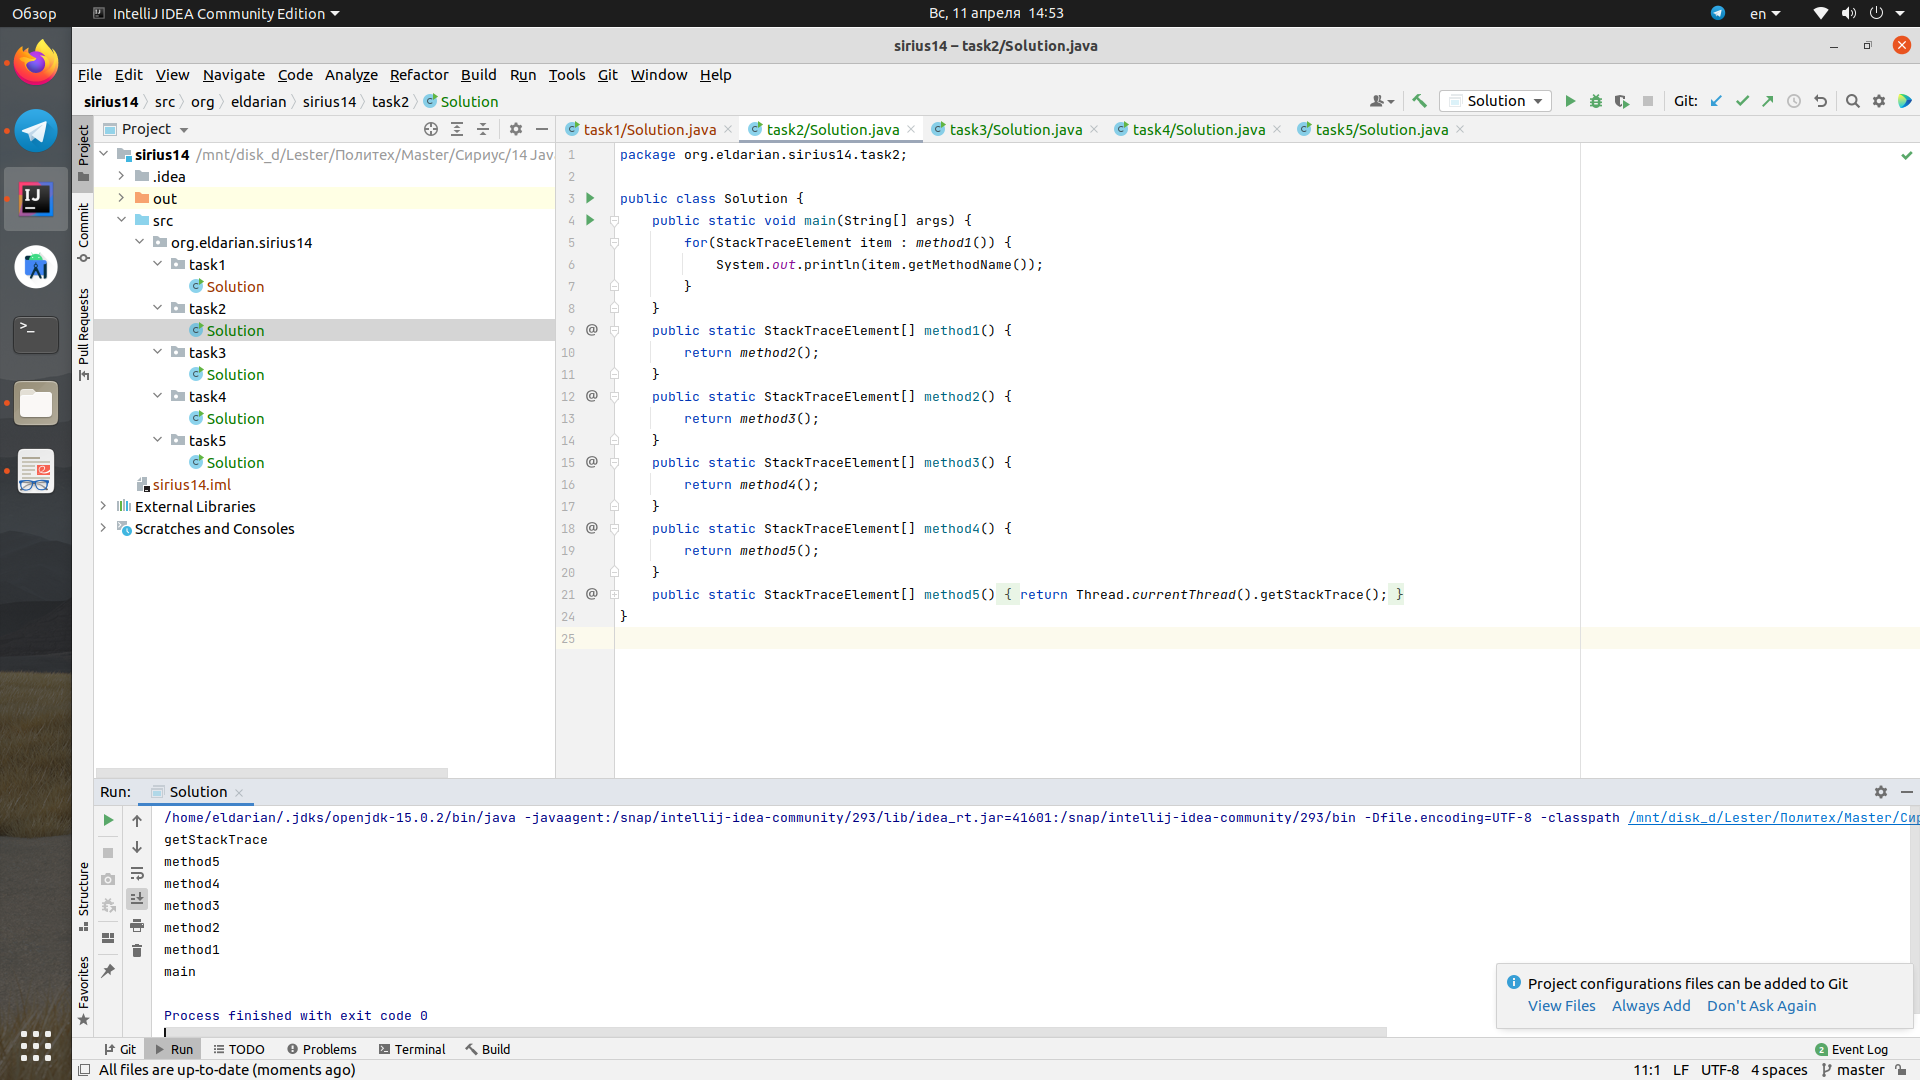 Обзор
IntelliJ IDEA Community Edition
Вс, 11 апреля 14:53
en
sirius14 – task2/Solution.java
File Edit View Navigate Code Analyze Refactor Build Run Tools Git Window Help
sirius14 src org eldarian sirius14 task2 Solution
Solution
Git:
Project
Commit
Pull Requests
Structure
Favorites
Project
sirius14 /mnt/disk_d/Lester/Политех/Master/Сириус/14 Jav
.idea
out
src
org.eldarian.sirius14
task1
Solution
task2
Solution
task3
Solution
task4
Solution
task5
Solution
sirius14.iml
External Libraries
Scratches and Consoles
task1/Solution.java task2/Solution.java task3/Solution.java task4/Solution.java task5/Solution.java
1 package org.eldarian.sirius14.task2;
2
3 public class Solution {
4 public static void main(String[] args) {
5 for(StackTraceElement item : method1()) {
6 System.out.println(item.getMethodName());
7 }
8 }
9 @ public static StackTraceElement[] method1() {
10 return method2();
11 }
12 @ public static StackTraceElement[] method2() {
13 return method3();
14 }
15 @ public static StackTraceElement[] method3() {
16 return method4();
17 }
18 @ public static StackTraceElement[] method4() {
19 return method5();
20 }
21 @ public static StackTraceElement[] method5() { return Thread.currentThread().getStackTrace(); }
24 }
25
Run: Solution
/home/eldarian/.jdks/openjdk-15.0.2/bin/java -javaagent:/snap/intellij-idea-community/293/lib/idea_rt.jar=41601:/snap/intellij-idea-community/293/bin -Dfile.encoding=UTF-8 -classpath /mnt/disk_d/Lester/Политех/Master/Сир
getStackTrace
method5
method4
method3
method2
method1
main
Process finished with exit code 0
Project configurations files can be added to Git
View Files Always Add Don't Ask Again
Git Run TODO Problems Terminal Build
2 Event Log
All files are up-to-date (moments ago)
11:1 LF UTF-8 4 spaces master